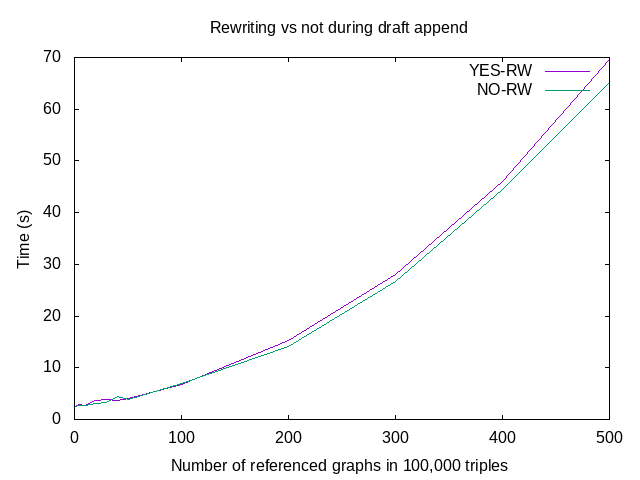 Rewriting vs not during draft append
70
60
50
40
30
20
10
0
Time (s)
YES-RW
NO-RW
0 100 200 300 400 500
Number of referenced graphs in 100,000 triples